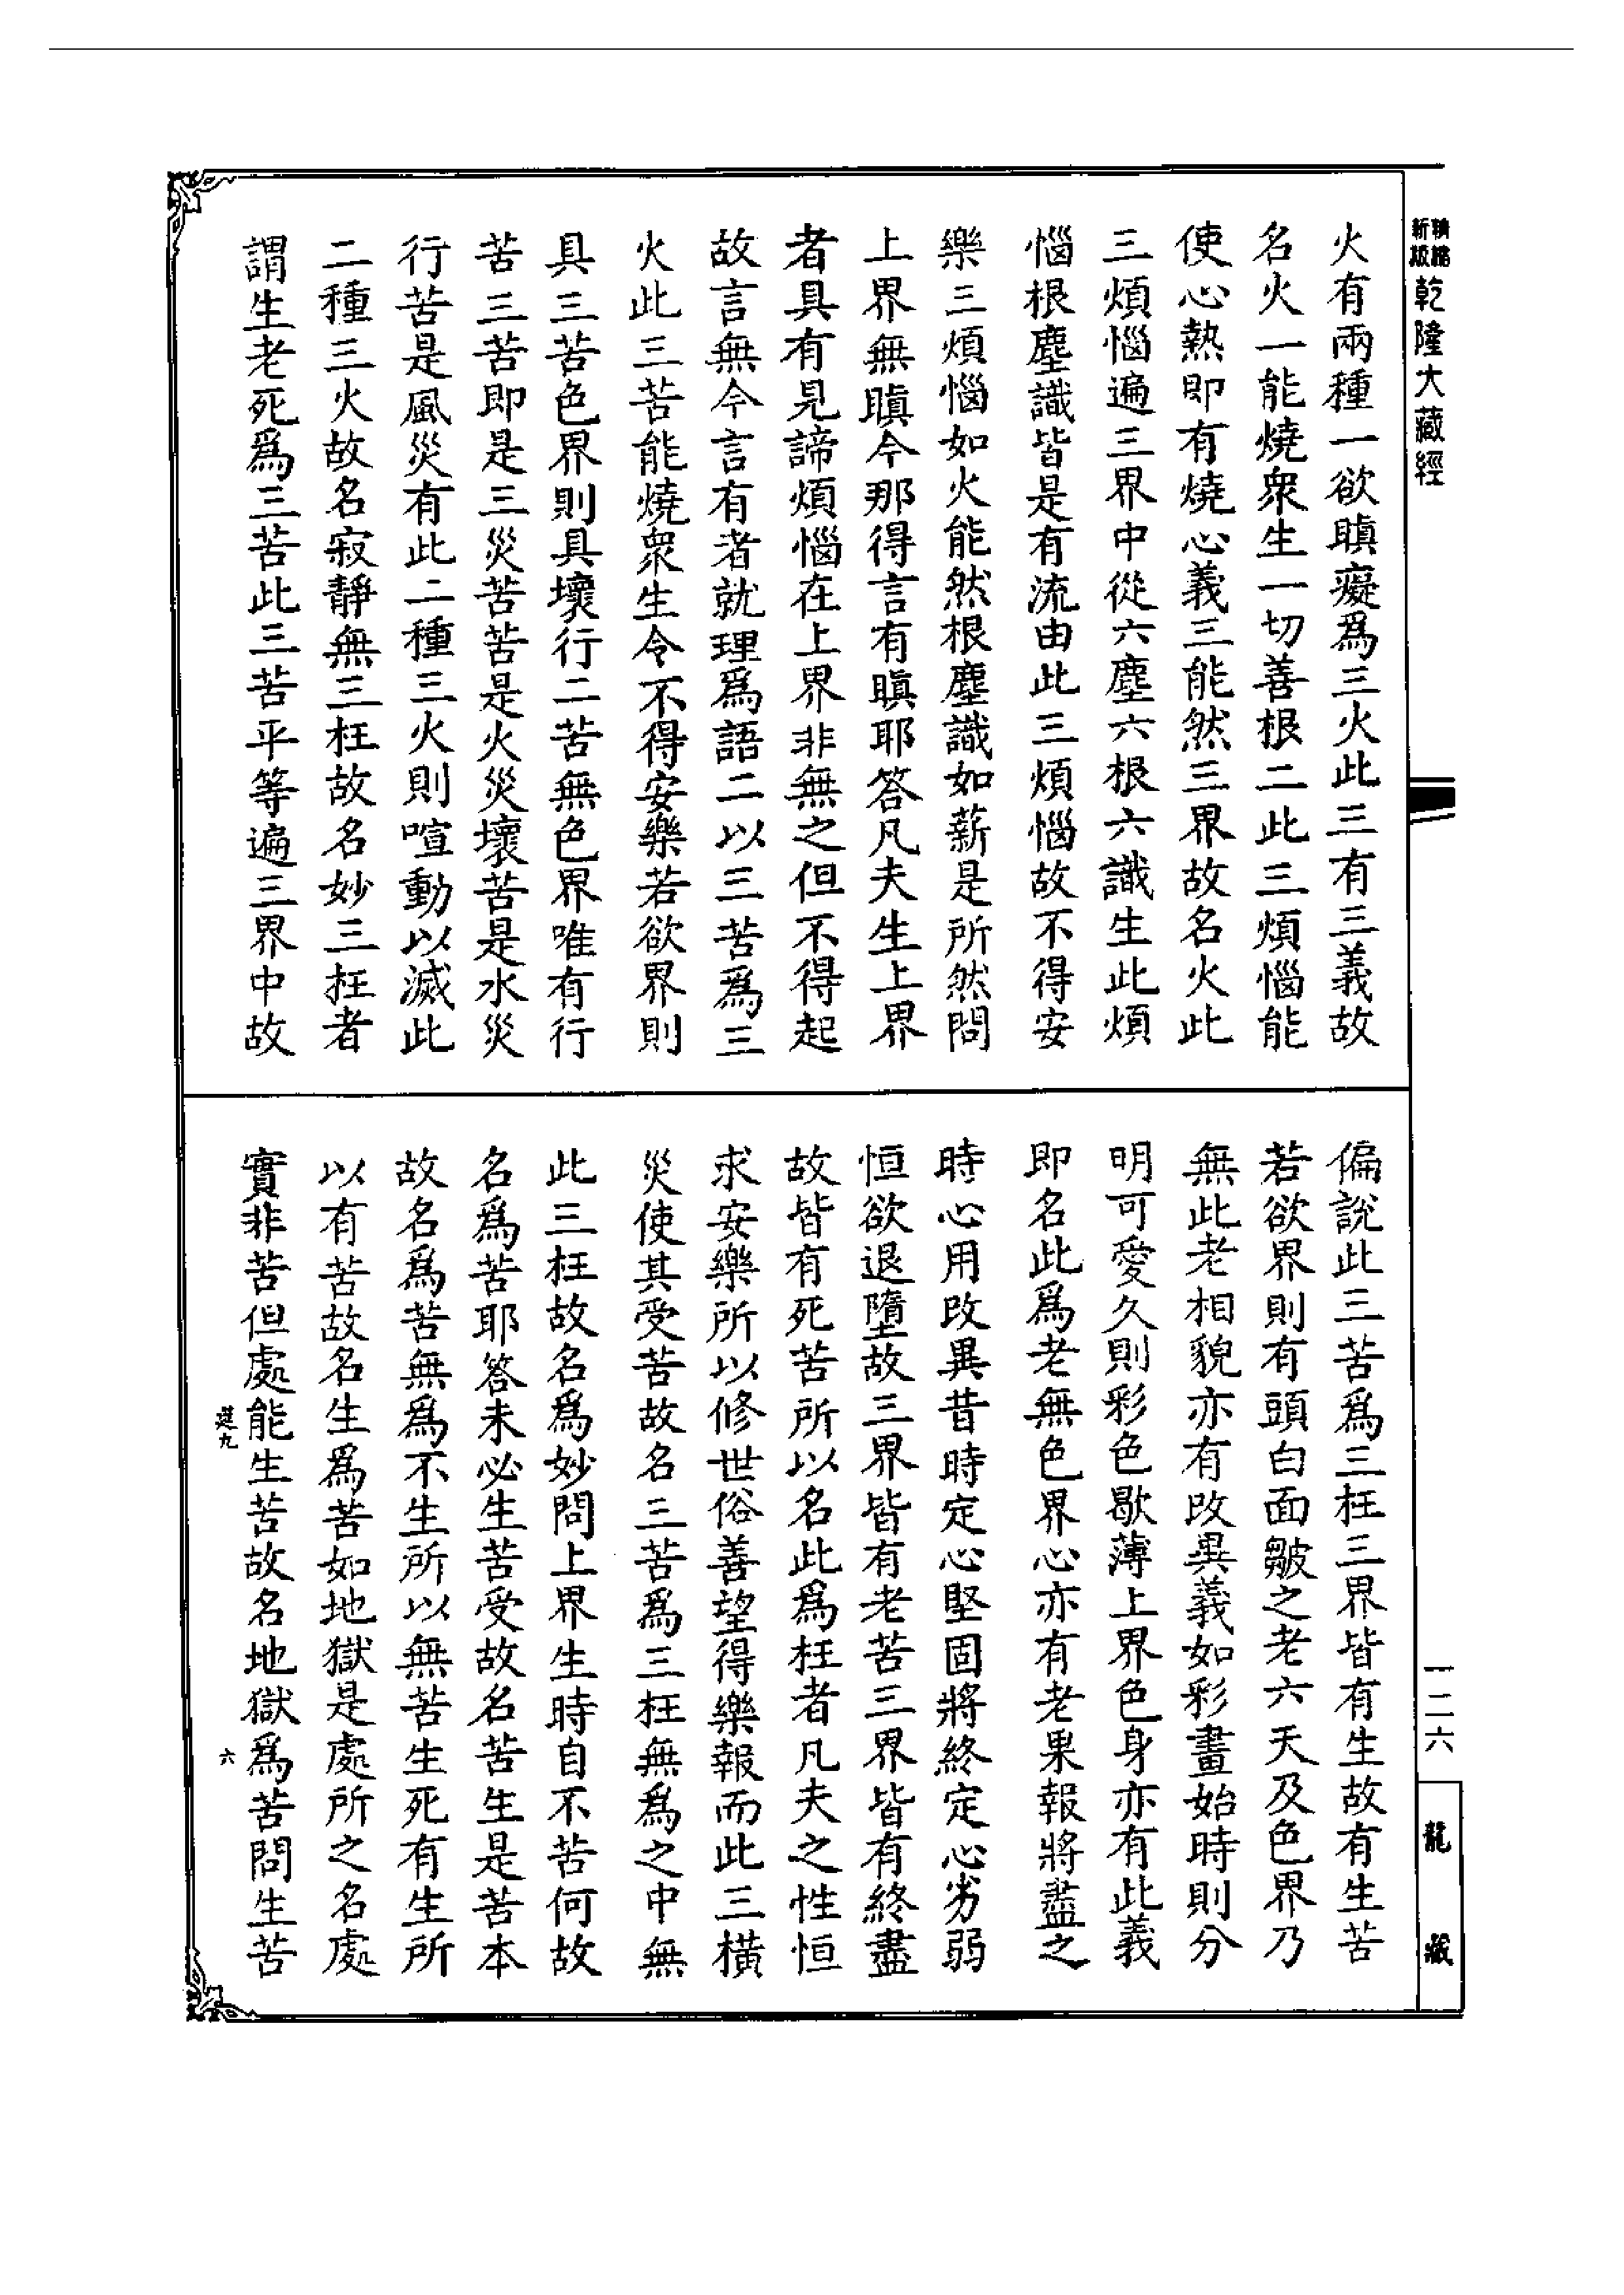 精縮新版乾隆大藏經
火有兩種一欲瞋癡爲三火此三有三義故
名火一能燒衆生一切善根二此三煩惱能
使心熱即有燒心義三能然三界故名火此
三煩惱遍三界中從六塵六根六識生此煩
惱根塵識皆是有流由此三煩惱故不得安
樂三煩惱如火能然根塵識如薪是所然問
上界無瞋今那得言有瞋耶答凡夫生上界
者具有見諦煩惱在上界非無之但不得起
故言無今言有者就理爲語二以三苦爲三
火此三苦能燒衆生令不得安樂若欲界則
具三苦色界則具壞行二苦無色界唯有行
苦三苦即是三災苦苦是火災壞苦是水災
行苦是風災有此二種三火則喧動以滅此
二種三火故名寂靜無三枉故名妙三枉者
謂生老死爲三苦此三苦平等遍三界中故
偏說此三苦爲三枉三界皆有生故有生苦
若欲界則有頭白面皺之老六天及色界乃
無此老相貌亦有改異義如彩畫始時則分
明可愛久則彩色歇薄上界色身亦有此義
即名此爲老無色界心亦有老果報將盡之
時心用改異昔時定心堅固將終定心劣弱
恒欲退墮故三界皆有老苦三界皆有終盡
故皆有死苦所以名此爲枉者凡夫之性恒
求安樂所以修世俗善望得樂報而此三橫
災使其受苦故名三苦爲三枉無爲之中無
此三枉故名爲妙問上界生時自不苦何故
名爲苦耶答未必生苦受故名苦生是苦本
故名爲苦無爲不生所以無苦生死有生所
以有苦故名生爲苦如地獄是處所之名處
實非苦但處能生苦故名地獄爲苦問生苦
筵九
六
一二六
龍藏